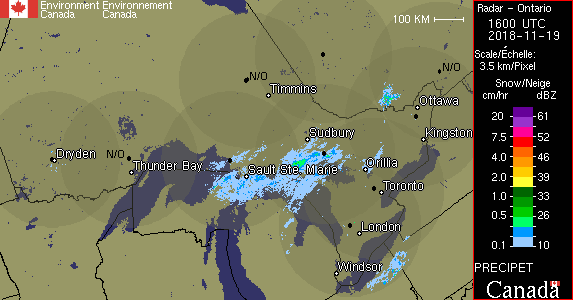 Environment Environnement
Canada Canada
100 KM
N/O
Timmins
N/O
Ottawa
Sudbury
Kingston
Dryden
N/O
Thunder Bay
Sault Ste. Marie
Orillia
Toronto
London
Windsor
Radar - Ontario
1600 UTC
2018-11-19
Scale/Échelle:
3.5 km/Pixel
Snow/Neige
cm/hr dBZ
20 61
7.5 52
4.0 46
2.0 39
1.0 33
0.5 26
0.1 10
PRECIPET
Canada